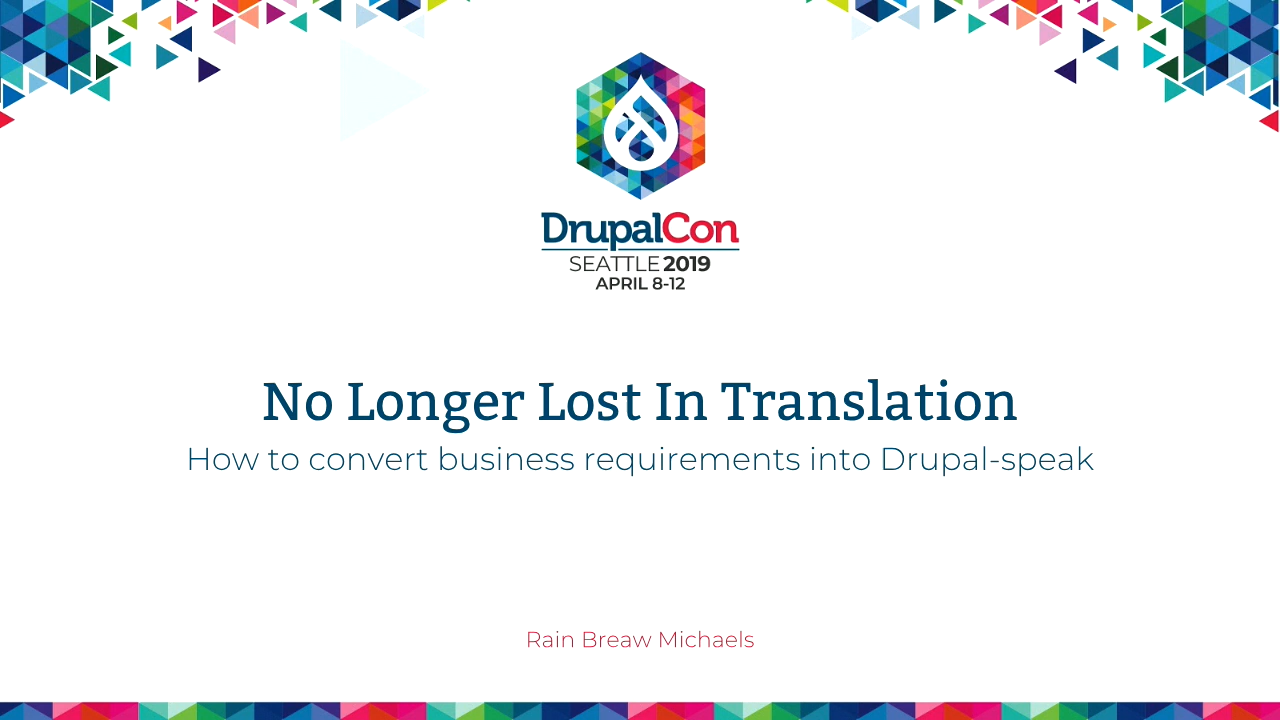 DrupalCon
SEATTLE 2019
APRIL 8-12
No Longer Lost In Translation
How to convert business requirements into Drupal-speak
Rain Breaw Michaels